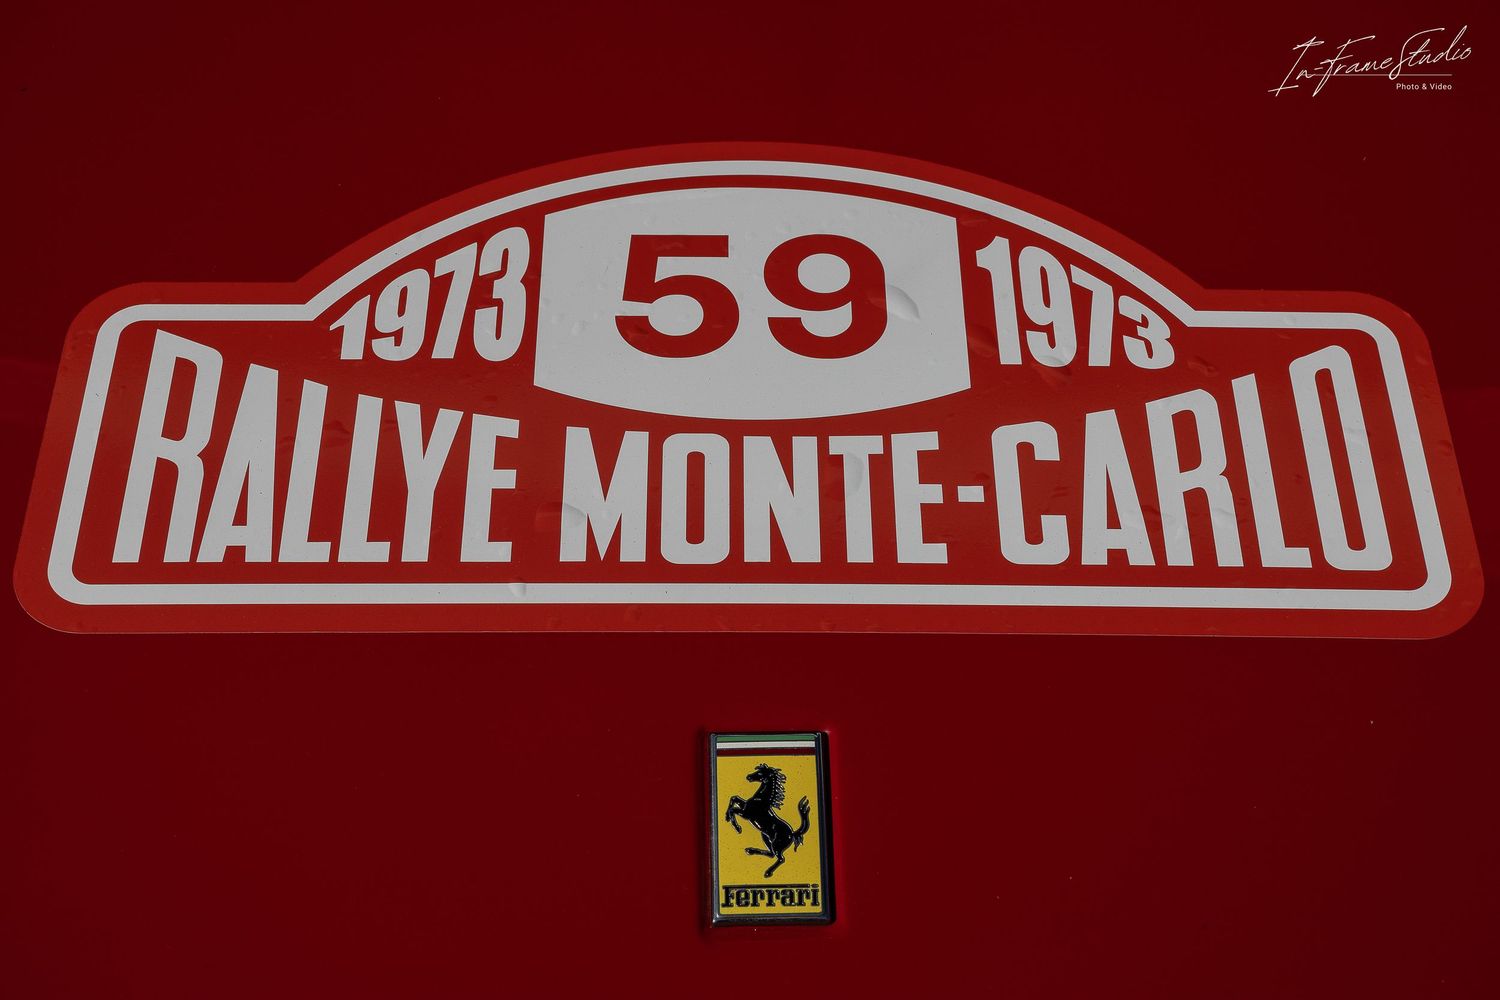 In-Frame Studio
Photo & Video
1973 59 1973
RALLYE MONTE-CARLO
Ferrari